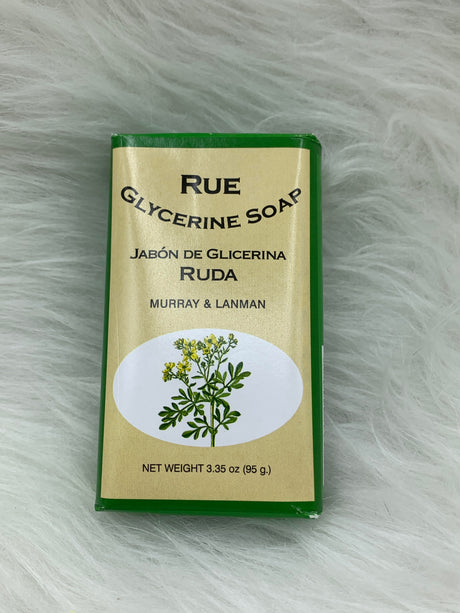 RUE
GLYCERINE SOAP
JABÓN DE GLICERINA
RUDA
MURRAY & LANMAN
NET WEIGHT 3.35 oz (95 g.)